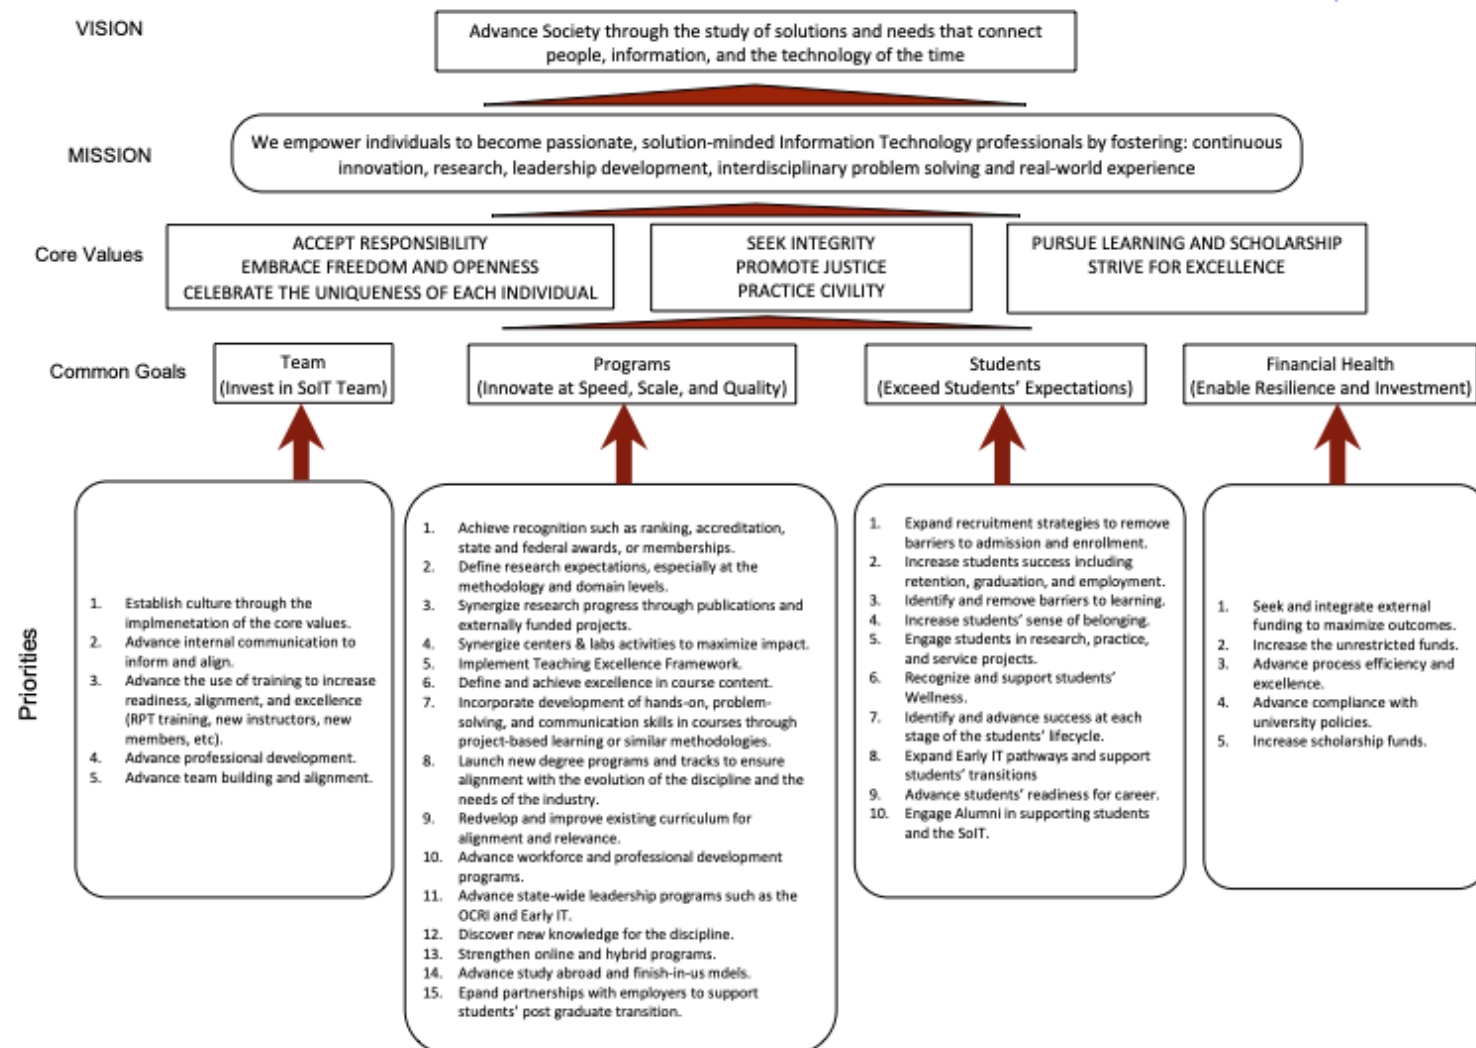 VISION
Advance Society through the study of solutions and needs that connect
people, information, and the technology of the time
MISSION
We empower individuals to become passionate, solution-minded Information Technology professionals by fostering: continuous
innovation, research, leadership development, interdisciplinary problem solving and real-world experience
Core Values
ACCEPT RESPONSIBILITY
EMBRACE FREEDOM AND OPENNESS
CELEBRATE THE UNIQUENESS OF EACH INDIVIDUAL
SEEK INTEGRITY
PROMOTE JUSTICE
PRACTICE CIVILITY
PURSUE LEARNING AND SCHOLARSHIP
STRIVE FOR EXCELLENCE
Common Goals
Team
(Invest in SoIT Team)
Programs
(Innovate at Speed, Scale, and Quality)
Students
(Exceed Students' Expectations)
Financial Health
(Enable Resilience and Investment)
Priorities
1. Establish culture through the
implmenetation of the core values.
2. Advance internal communication to
inform and align.
3. Advance the use of training to increase
readiness, alignment, and excellence
(RPT training, new instructors, new
members, etc).
4. Advance professional development.
5. Advance team building and alignment.
1. Achieve recognition such as ranking, accreditation,
state and federal awards, or memberships.
2. Define research expectations, especially at the
methodology and domain levels.
3. Synergize research progress through publications and
externally funded projects.
4. Synergize centers & labs activities to maximize impact.
5. Implement Teaching Excellence Framework.
6. Define and achieve excellence in course content.
7. Incorporate development of hands-on, problem-
solving, and communication skills in courses through
project-based learning or similar methodologies.
8. Launch new degree programs and tracks to ensure
alignment with the evolution of the discipline and the
needs of the industry.
9. Redvelop and improve existing curriculum for
alignment and relevance.
10. Advance workforce and professional development
programs.
11. Advance state-wide leadership programs such as the
OCRI and Early IT.
12. Discover new knowledge for the discipline.
13. Strengthen online and hybrid programs.
14. Advance study abroad and finish-in-us mdels.
15. Epand partnerships with employers to support
students' post graduate transition.
1. Expand recruitment strategies to remove
barriers to admission and enrollment.
2. Increase students success including
retention, graduation, and employment.
3. Identify and remove barriers to learning.
4. Increase students' sense of belonging.
5. Engage students in research, practice,
and service projects.
6. Recognize and support students'
Wellness.
7. Identify and advance success at each
stage of the students' lifecycle.
8. Expand Early IT pathways and support
students' transitions
9. Advance students' readiness for career.
10. Engage Alumni in supporting students
and the SoIT.
1. Seek and integrate external
funding to maximize outcomes.
2. Increase the unrestricted funds.
3. Advance process efficiency and
excellence.
4. Advance compliance with
university policies.
5. Increase scholarship funds.